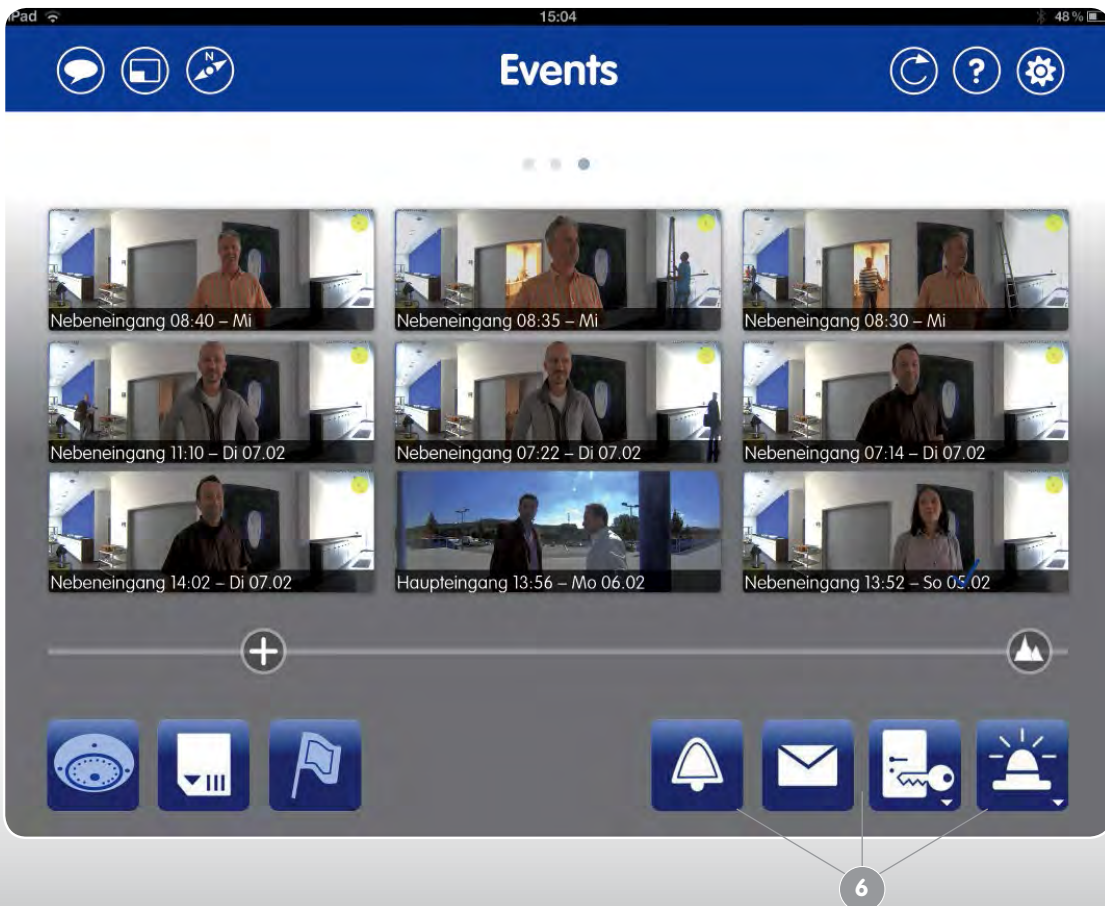 iPad 15:04 48%
Events
N
?
Nebeneingang 08:40 – Mi
Nebeneingang 08:35 – Mi
Nebeneingang 08:30 – Mi
Nebeneingang 11:10 – Di 07.02
Nebeneingang 07:22 – Di 07.02
Nebeneingang 07:14 – Di 07.02
Nebeneingang 14:02 – Di 07.02
Haupteingang 13:56 – Mo 06.02
Nebeneingang 13:52 – So 05.02
6